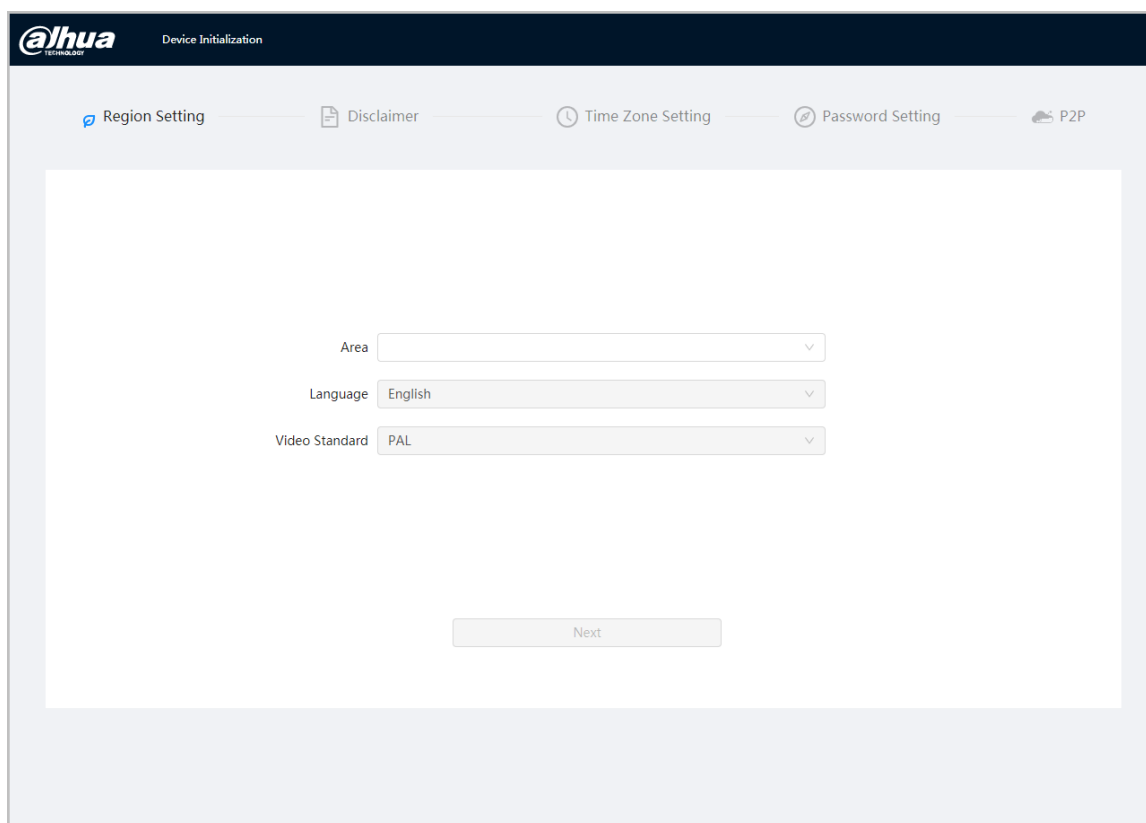 alhua
TECHNOLOGY
Device Initialization
Region Setting
Disclaimer
Time Zone Setting
Password Setting
P2P
Area
Language English
Video Standard PAL
Next